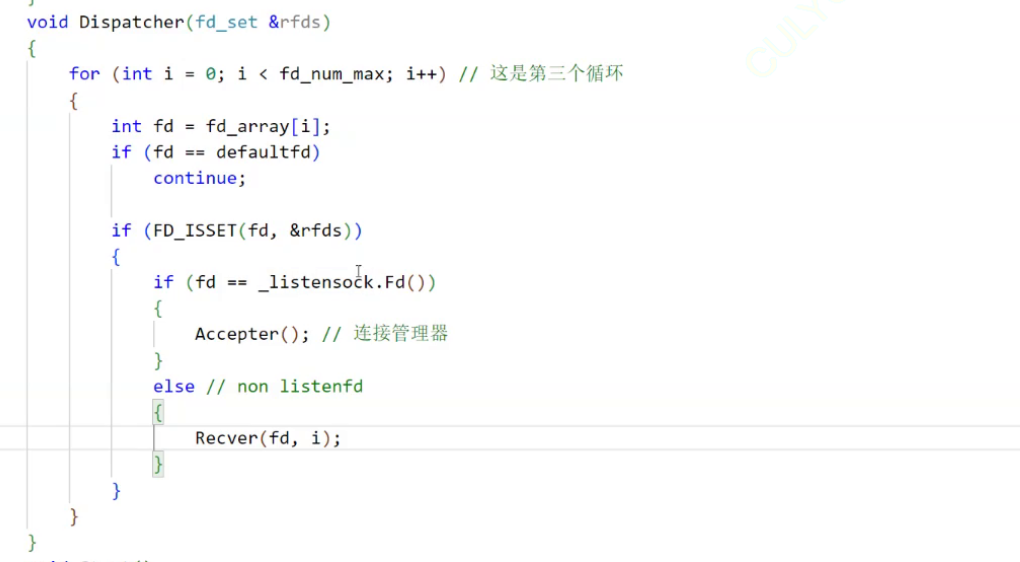 }
void Dispatcher(fd_set &rfds)
{
    for (int i = 0; i < fd_num_max; i++) // 这是第三个循环
    {
        int fd = fd_array[i];
        if (fd == defaultfd)
            continue;

        if (FD_ISSET(fd, &rfds))
        {
            if (fd == _listensock.Fd())
            {
                Accepter(); // 连接管理器
            }
            else // non listenfd
            {
                Recver(fd, i);
            }
        }
    }
}